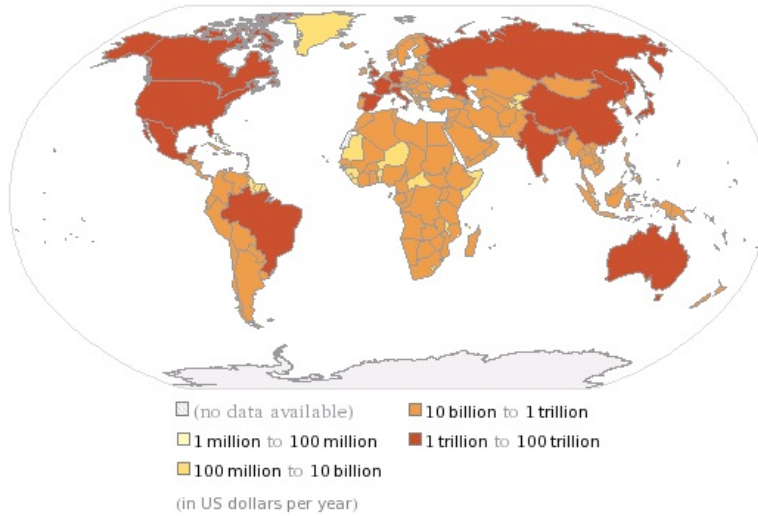 (no data available)
1 million to 100 million
100 million to 10 billion
10 billion to 1 trillion
1 trillion to 100 trillion
(in US dollars per year)